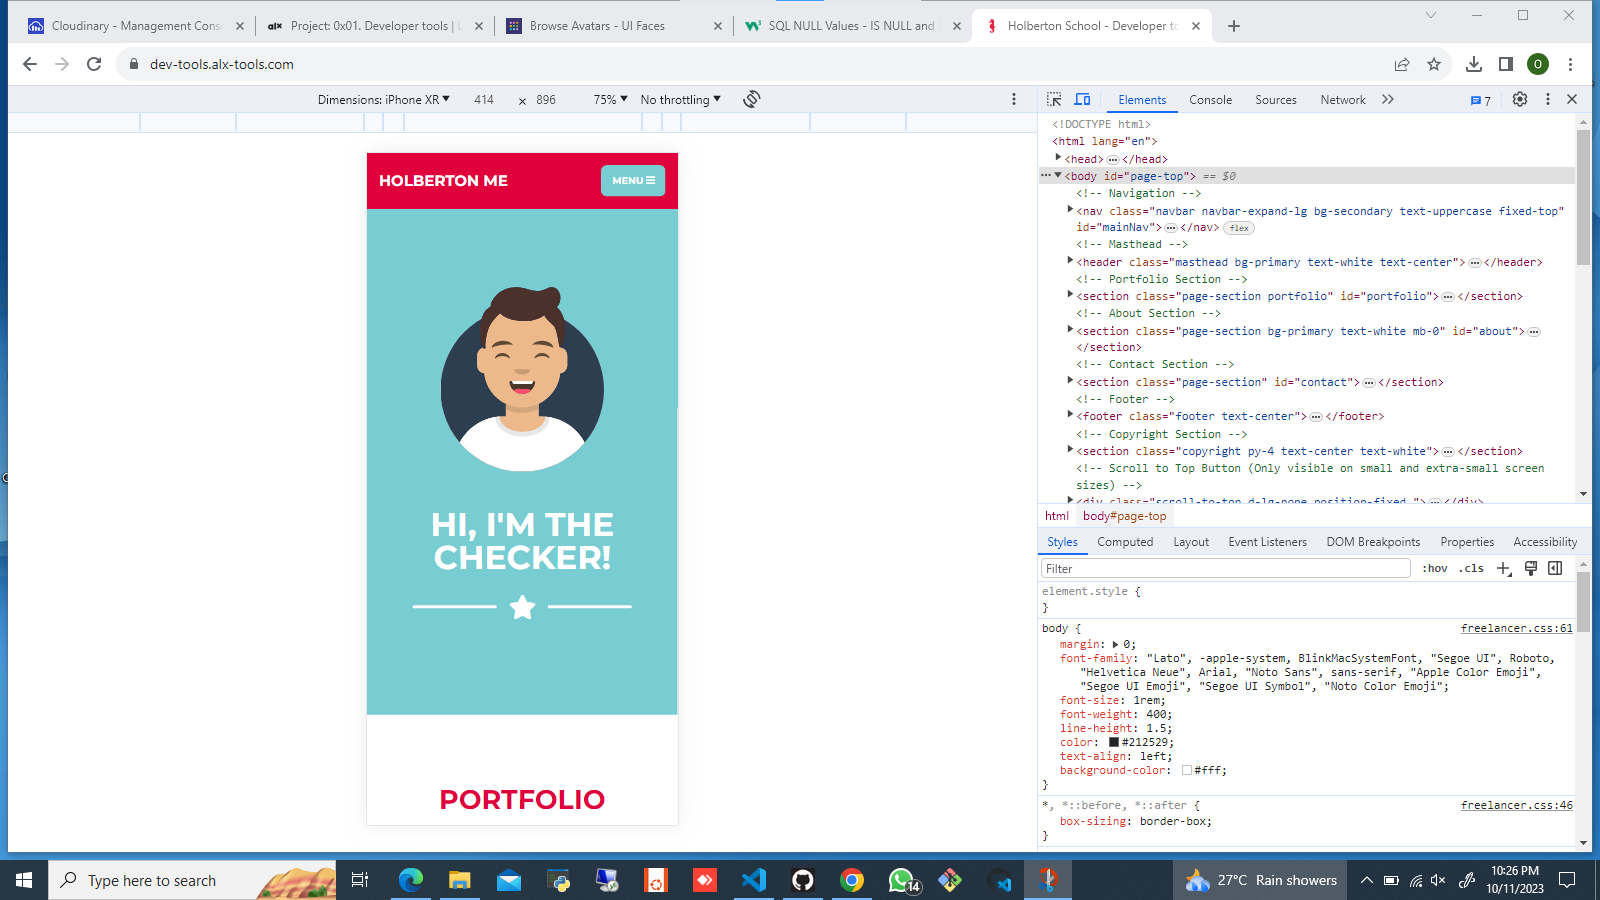 Cloudinary - Management Cons
Project: 0x01. Developer tools |
Browse Avatars - UI Faces
SQL NULL Values - IS NULL and
Holberton School - Developer to
dev-tools.alx-tools.com
O
Dimensions: iPhone XR 414 × 896 75% No throttling
Elements Console Sources Network 7
HOLBERTON ME
MENU
HI, I'M THE
CHECKER!
PORTFOLIO
<!DOCTYPE html>
<html lang="en">
<head>…</head>
<body id="page-top"> == $0
<!-- Navigation -->
<nav class="navbar navbar-expand-lg bg-secondary text-uppercase fixed-top"
id="mainNav">…</nav> flex
<!-- Masthead -->
<header class="masthead bg-primary text-white text-center">…</header>
<!-- Portfolio Section -->
<section class="page-section portfolio" id="portfolio">…</section>
<!-- About Section -->
<section class="page-section bg-primary text-white mb-0" id="about">…
</section>
<!-- Contact Section -->
<section class="page-section" id="contact">…</section>
<!-- Footer -->
<footer class="footer text-center">…</footer>
<!-- Copyright Section -->
<section class="copyright py-4 text-center text-white">…</section>
<!-- Scroll to Top Button (Only visible on small and extra-small screen
sizes) -->
<div class="scroll-to-top d-lg-none position-fixed ">…</div>
html body#page-top
Styles Computed Layout Event Listeners DOM Breakpoints Properties Accessibility
Filter :hov .cls
element.style {
}
body { freelancer.css:61
margin: 0;
font-family: "Lato", -apple-system, BlinkMacSystemFont, "Segoe UI", Roboto,
"Helvetica Neue", Arial, "Noto Sans", sans-serif, "Apple Color Emoji",
"Segoe UI Emoji", "Segoe UI Symbol", "Noto Color Emoji";
font-size: 1rem;
font-weight: 400;
line-height: 1.5;
color: #212529;
text-align: left;
background-color: #fff;
}
*, *::before, *::after { freelancer.css:46
box-sizing: border-box;
}
Type here to search
14
27°C Rain showers
10:26 PM
10/11/2023